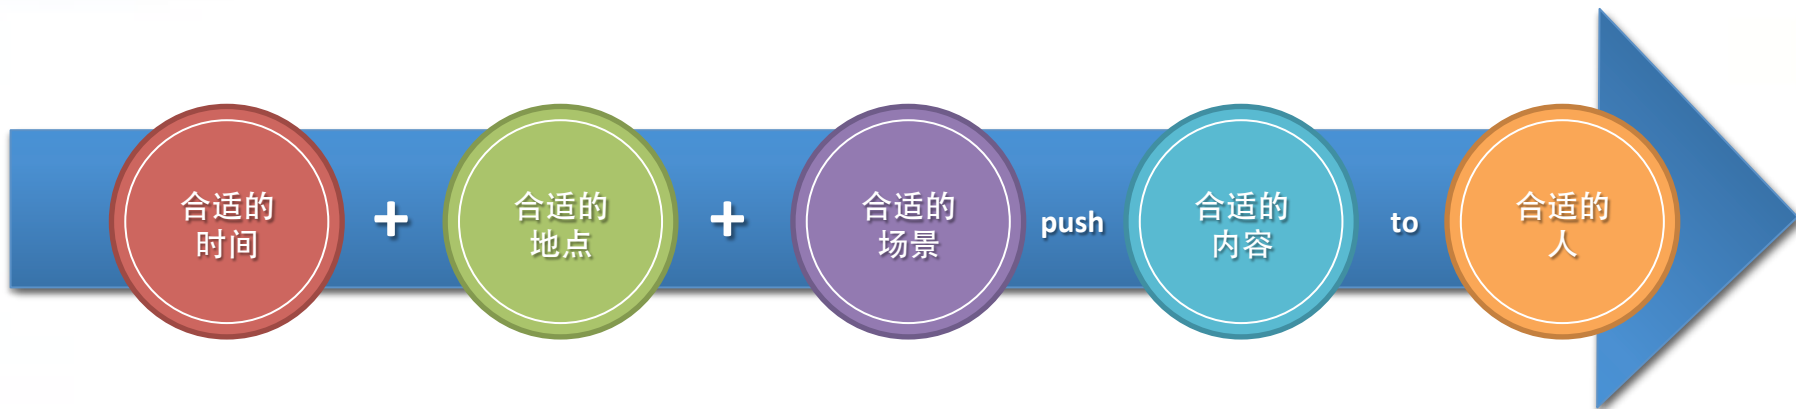 合适的
时间
+
合适的
地点
+
合适的
场景
push
合适的
内容
to
合适的
人